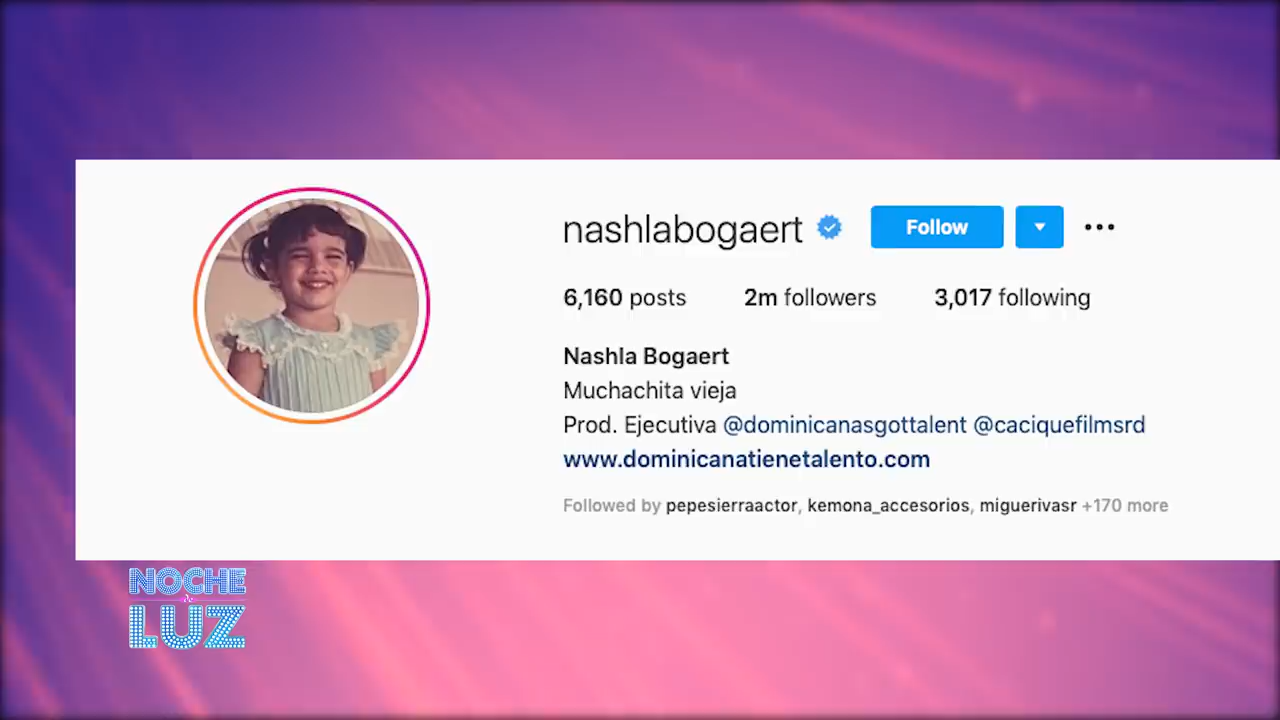 nashlabogaert Follow
6,160 posts 2m followers 3,017 following
Nashla Bogaert
Muchachita vieja
Prod. Ejecutiva @dominicanasgottalent @caciquefilmsrd
www.dominicanatienetalento.com
Followed by pepesierraactor, kemona_accesorios, miguerivasr +170 more
NOCHE
de
LUZ